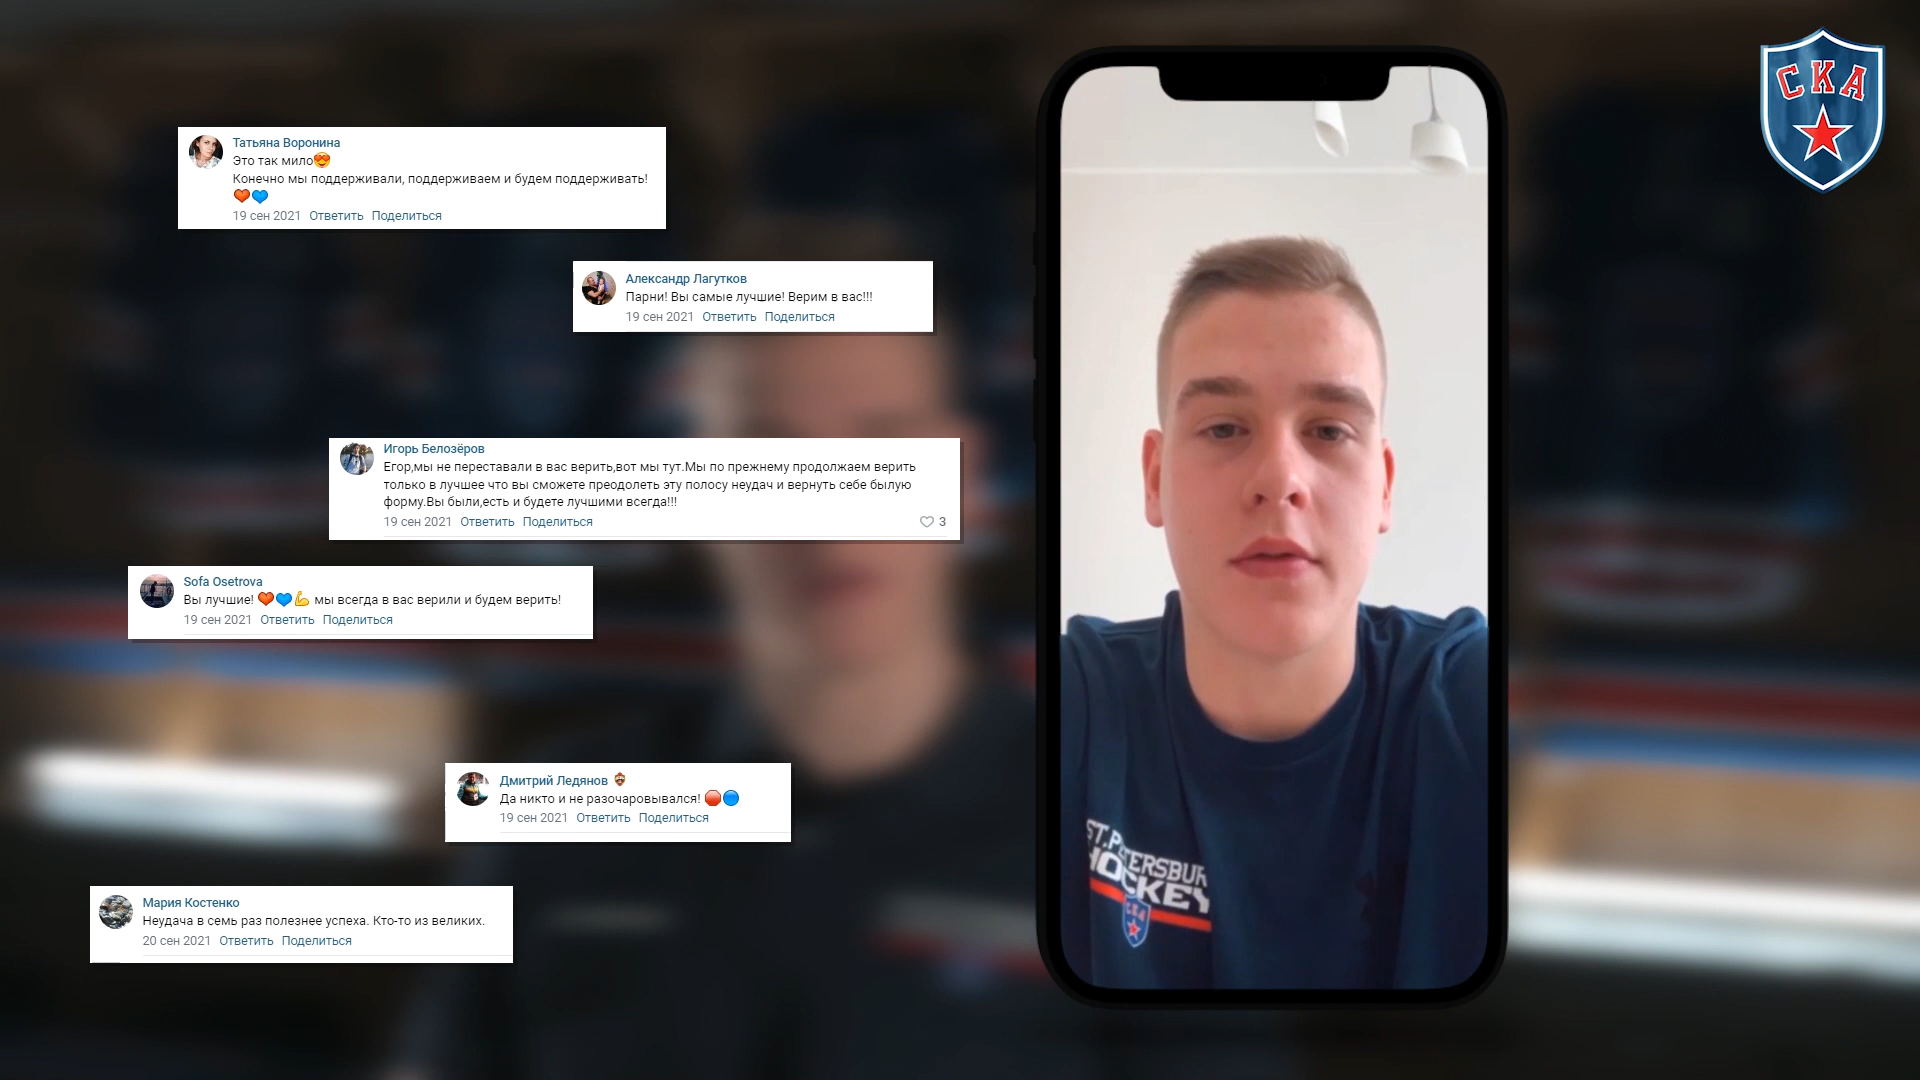 СКА
Татьяна Воронина
Это так мило😍
Конечно мы поддерживали, поддерживаем и будем поддерживать!
❤️💙
19 сен 2021 Ответить Поделиться
Александр Лагутков
Парни! Вы самые лучшие! Верим в вас!!!
19 сен 2021 Ответить Поделиться
Игорь Белозёров
Егор,мы не переставали в вас верить,вот мы тут.Мы по прежнему продолжаем верить
только в лучшее что вы сможете преодолеть эту полосу неудач и вернуть себе былую
форму.Вы были,есть и будете лучшими всегда!!!
19 сен 2021 Ответить Поделиться 3
Sofa Osetrova
Вы лучшие! ❤️💙💪 мы всегда в вас верили и будем верить!
19 сен 2021 Ответить Поделиться
Дмитрий Ледянов
Да никто и не разочаровывался! 🔴🔵
19 сен 2021 Ответить Поделиться
Мария Костенко
Неудача в семь раз полезнее успеха. Кто-то из великих.
20 сен 2021 Ответить Поделиться
ST.PETERSBUR
HOCKEY